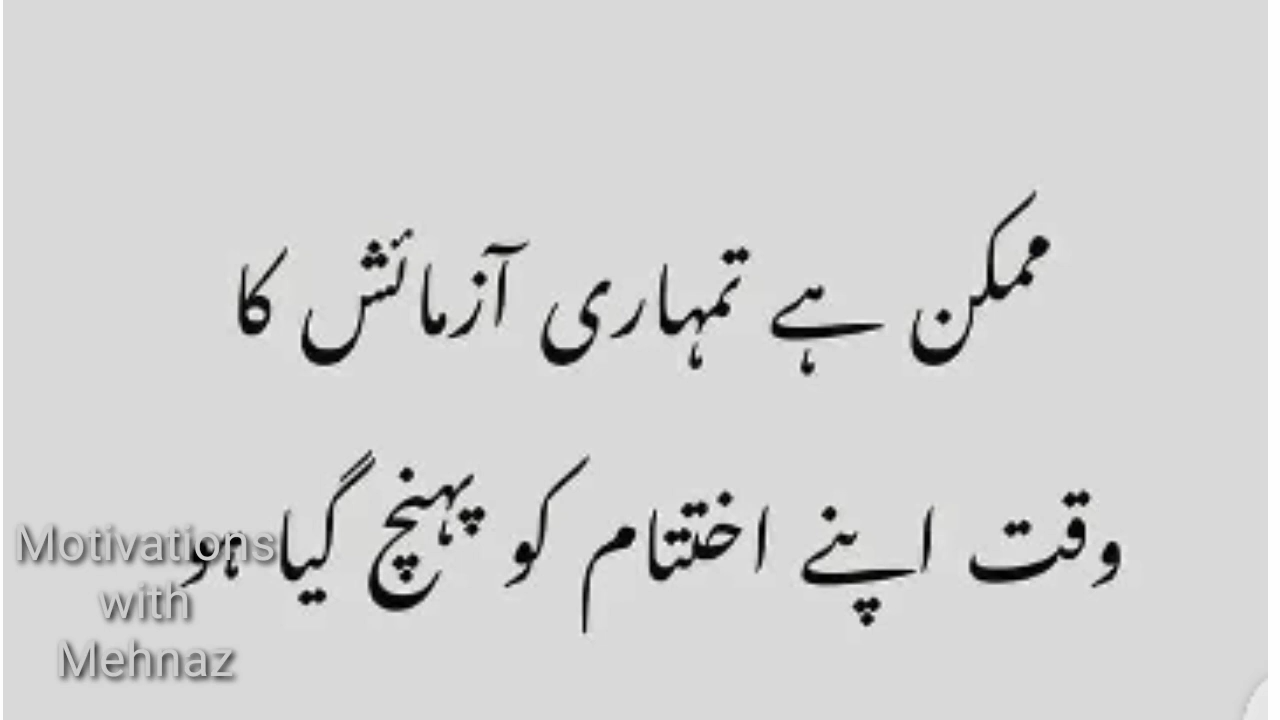 ممکن ہے تمہاری آزمائش کا
وقت اپنے اختتام کو پہنچ گیا ہو
Motivations
with
Mehnaz